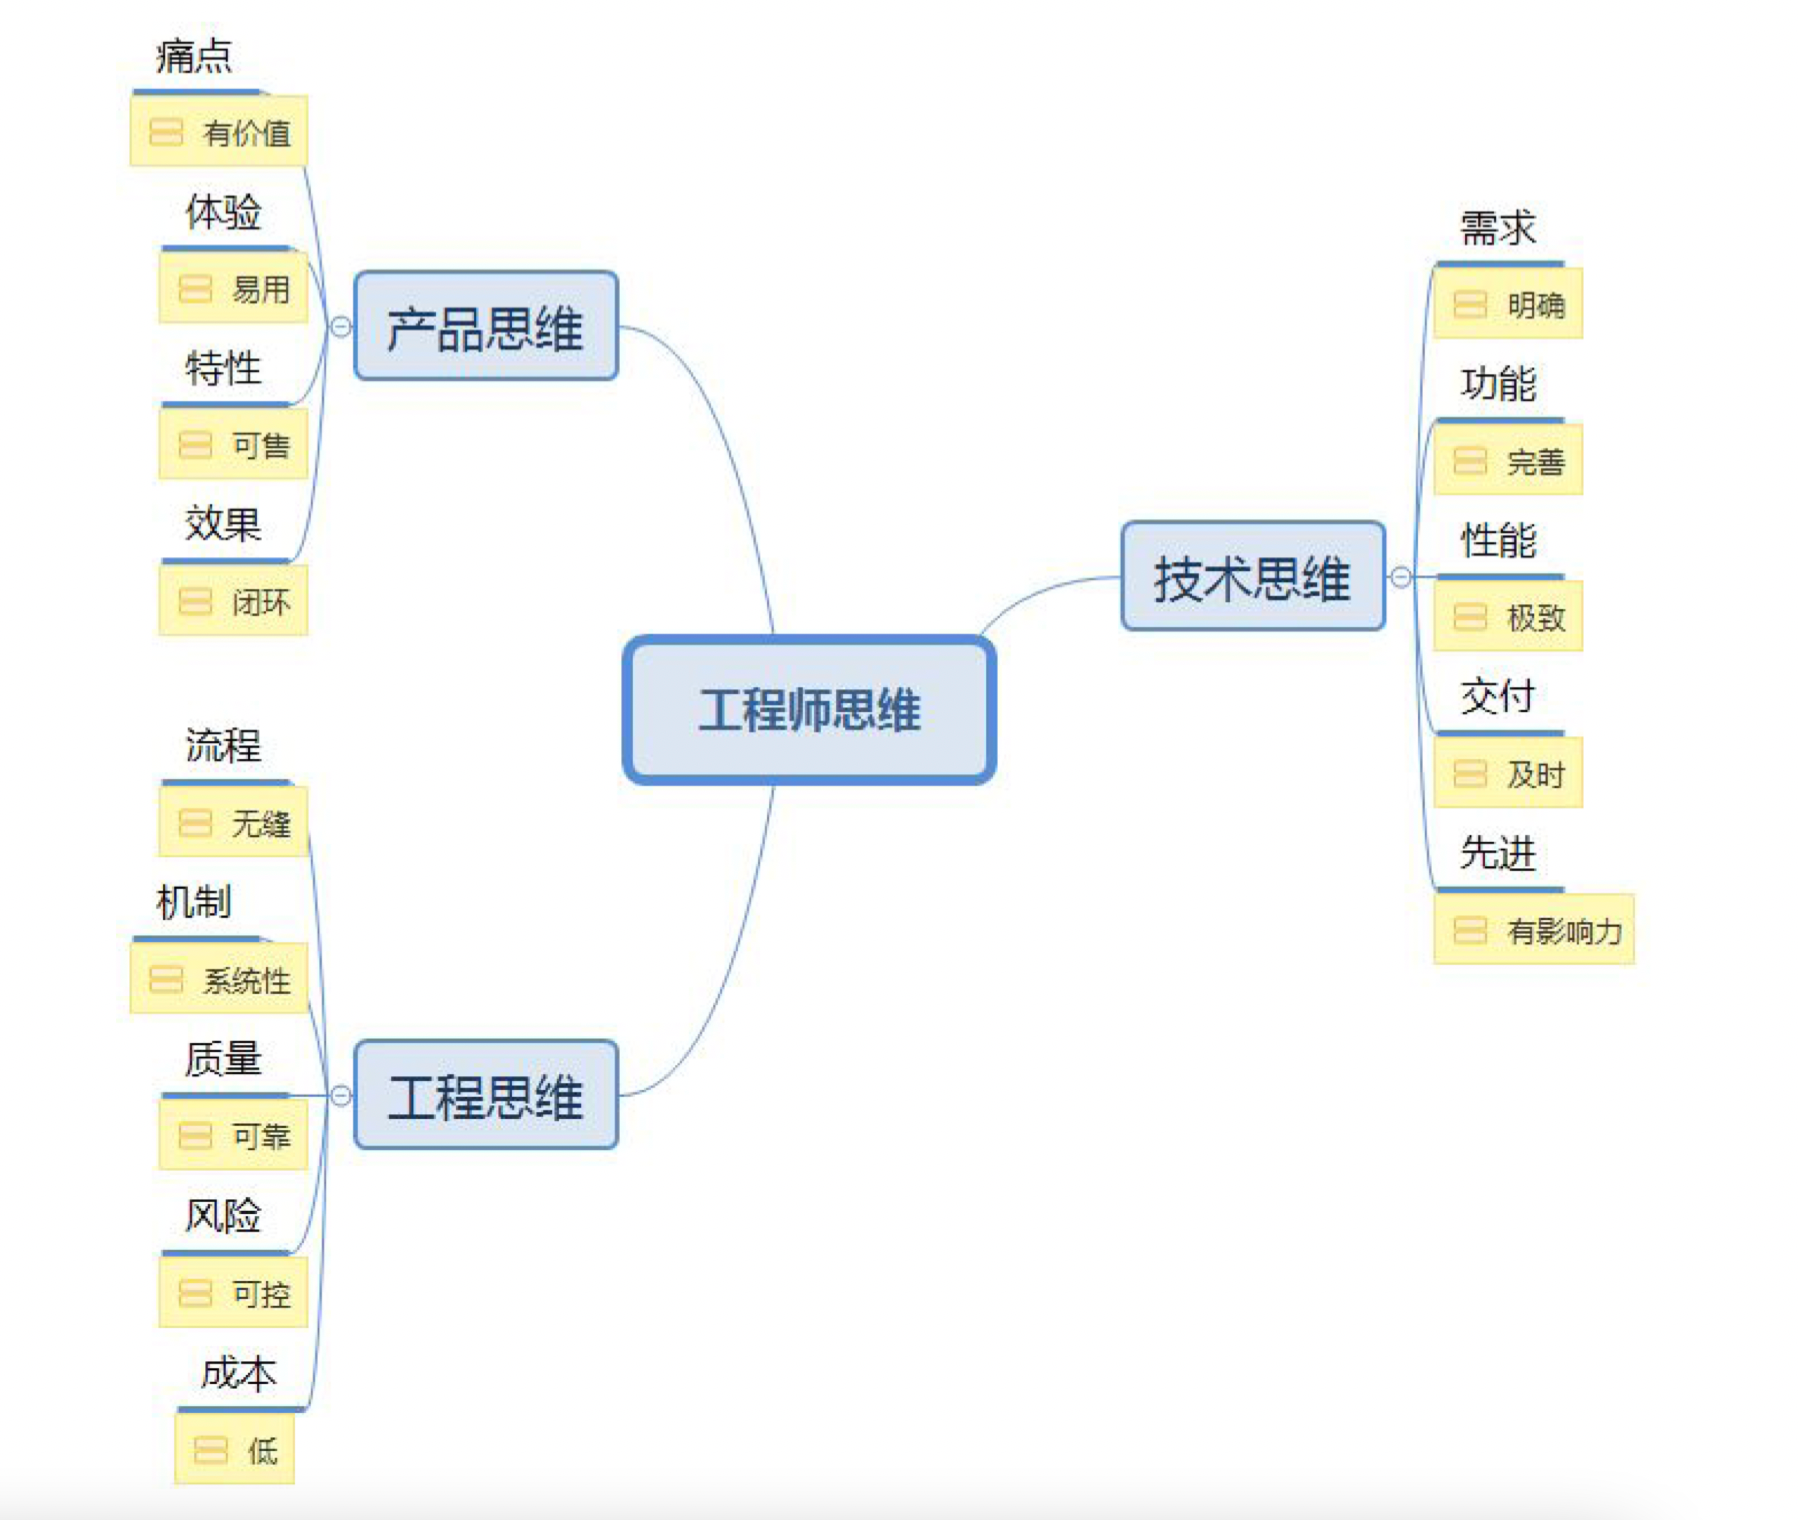 痛点
有价值
体验
易用
特性
可售
效果
闭环
产品思维
流程
无缝
机制
系统性
质量
可靠
风险
可控
成本
低
工程思维
工程师思维
技术思维
需求
明确
功能
完善
性能
极致
交付
及时
先进
有影响力